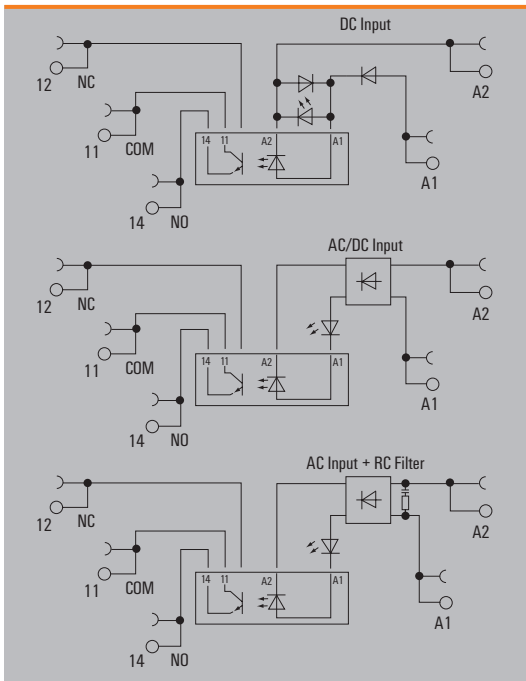 DC Input
12 NC
A2
14 11 A2 A1
11 COM
A1
14 NO
AC/DC Input
12 NC
A2
14 11 A2 A1
11 COM
A1
14 NO
AC Input + RC Filter
12 NC
A2
14 11 A2 A1
11 COM
A1
14 NO